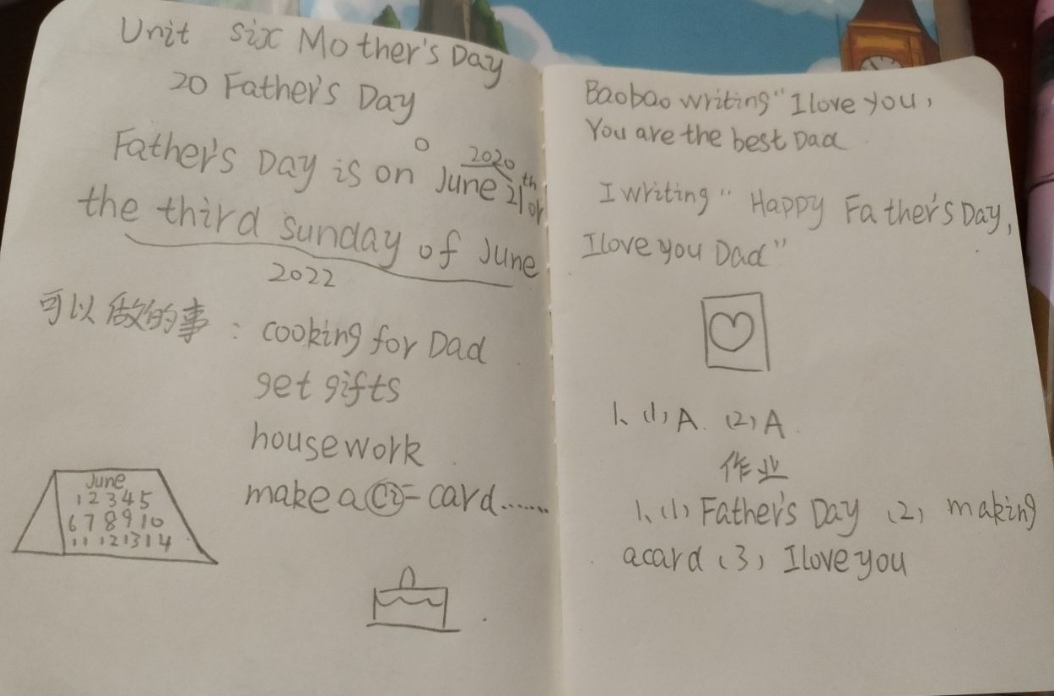 Unit six Mother's Day
20 Father's Day
Father's Day is on June 21th or
2020
the third sunday of June
2022
可以做的事: cooking for Dad
get gifts
housework
make a = card......
June
1 2 3 4 5
6 7 8 9 10
11 12 13 14
Baobao writing "I love you,
You are the best Dad
I writing " Happy Father's Day,
I love you Dad"
1、(1) A. (2) A
作业
1、(1) Father's Day (2) making
a card (3) I love you